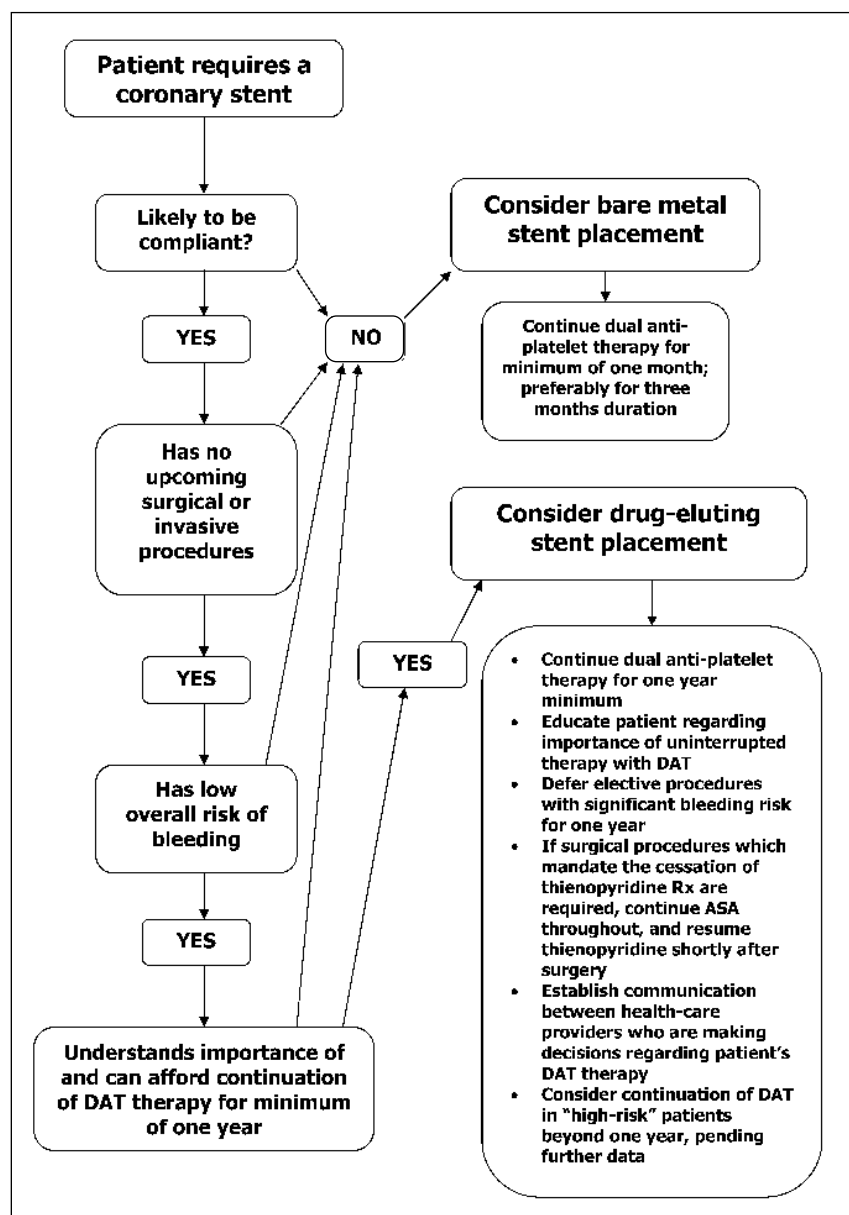 Patient requires a
coronary stent
Likely to be
compliant?
YES
NO
Has no
upcoming
surgical or
invasive
procedures
YES
Has low
overall risk of
bleeding
YES
Understands importance of
and can afford continuation
of DAT therapy for minimum
of one year
Consider bare metal
stent placement
Continue dual anti-
platelet therapy for
minimum of one month;
preferably for three
months duration
YES
Consider drug-eluting
stent placement
• Continue dual anti-platelet
therapy for one year
minimum
• Educate patient regarding
importance of uninterrupted
therapy with DAT
• Defer elective procedures
with significant bleeding risk
for one year
• If surgical procedures which
mandate the cessation of
thienopyridine Rx are
required, continue ASA
throughout, and resume
thienopyridine shortly after
surgery
• Establish communication
between health-care
providers who are making
decisions regarding patient's
DAT therapy
• Consider continuation of DAT
in “high-risk” patients
beyond one year, pending
further data